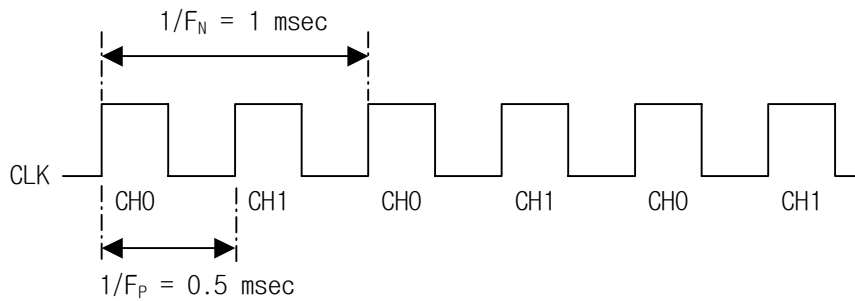 1/F_N = 1 msec
CLK
CH0 CH1 CH0 CH1 CH0 CH1
1/F_P = 0.5 msec